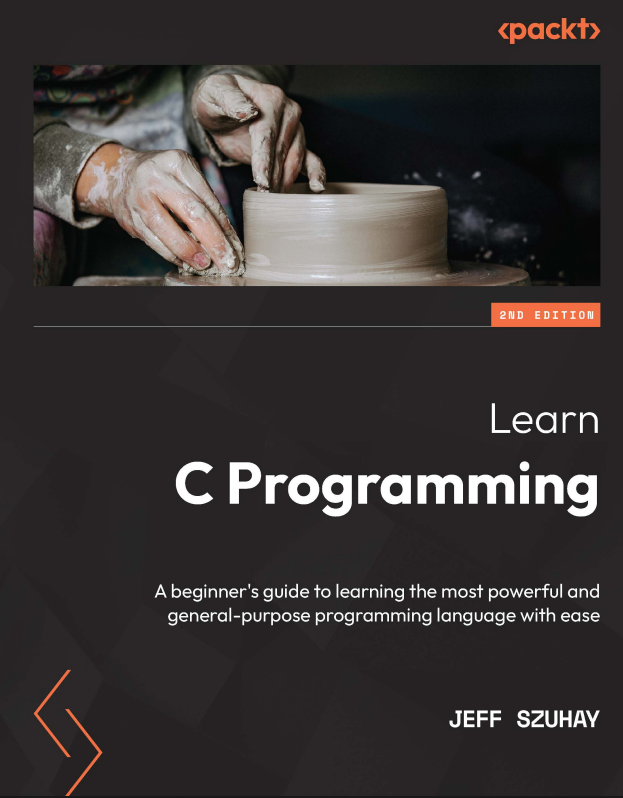 <packt>
2ND EDITION
Learn
C Programming
A beginner's guide to learning the most powerful and
general-purpose programming language with ease
JEFF SZUHAY